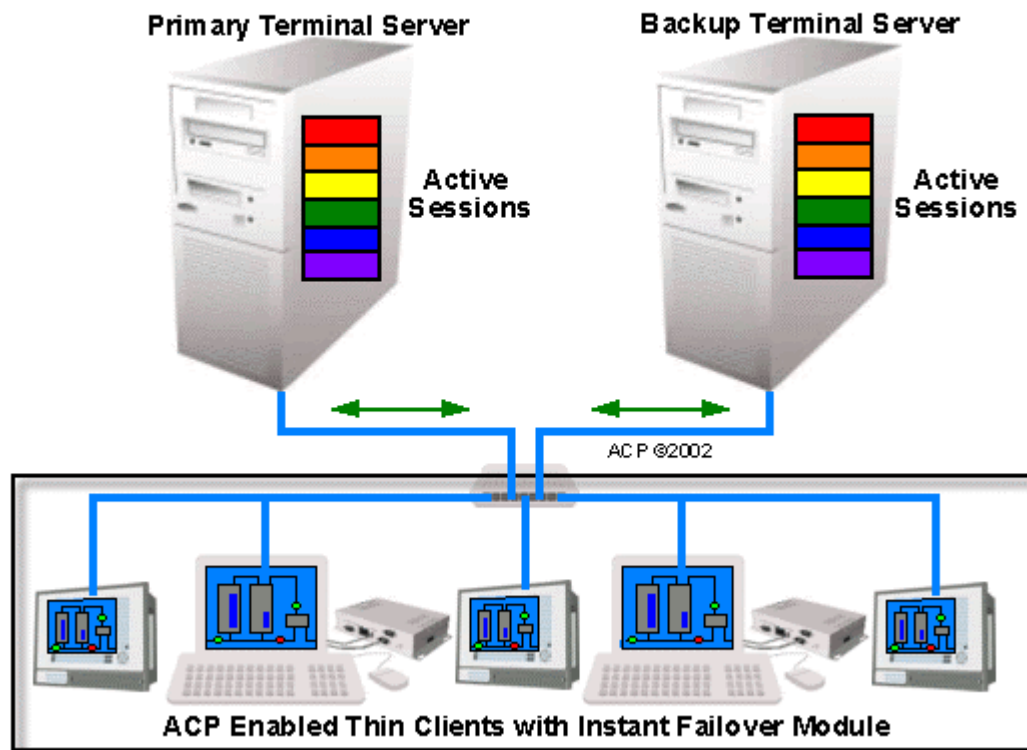 Primary Terminal Server
Backup Terminal Server
Active
Sessions
Active
Sessions
ACP ©2002
ACP Enabled Thin Clients with Instant Failover Module